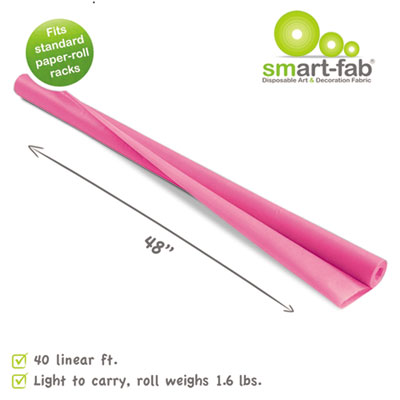 Fits
standard
paper-roll
racks
smart-fab®
Disposable Art & Decoration Fabric
48"
40 linear ft.
Light to carry, roll weighs 1.6 lbs.